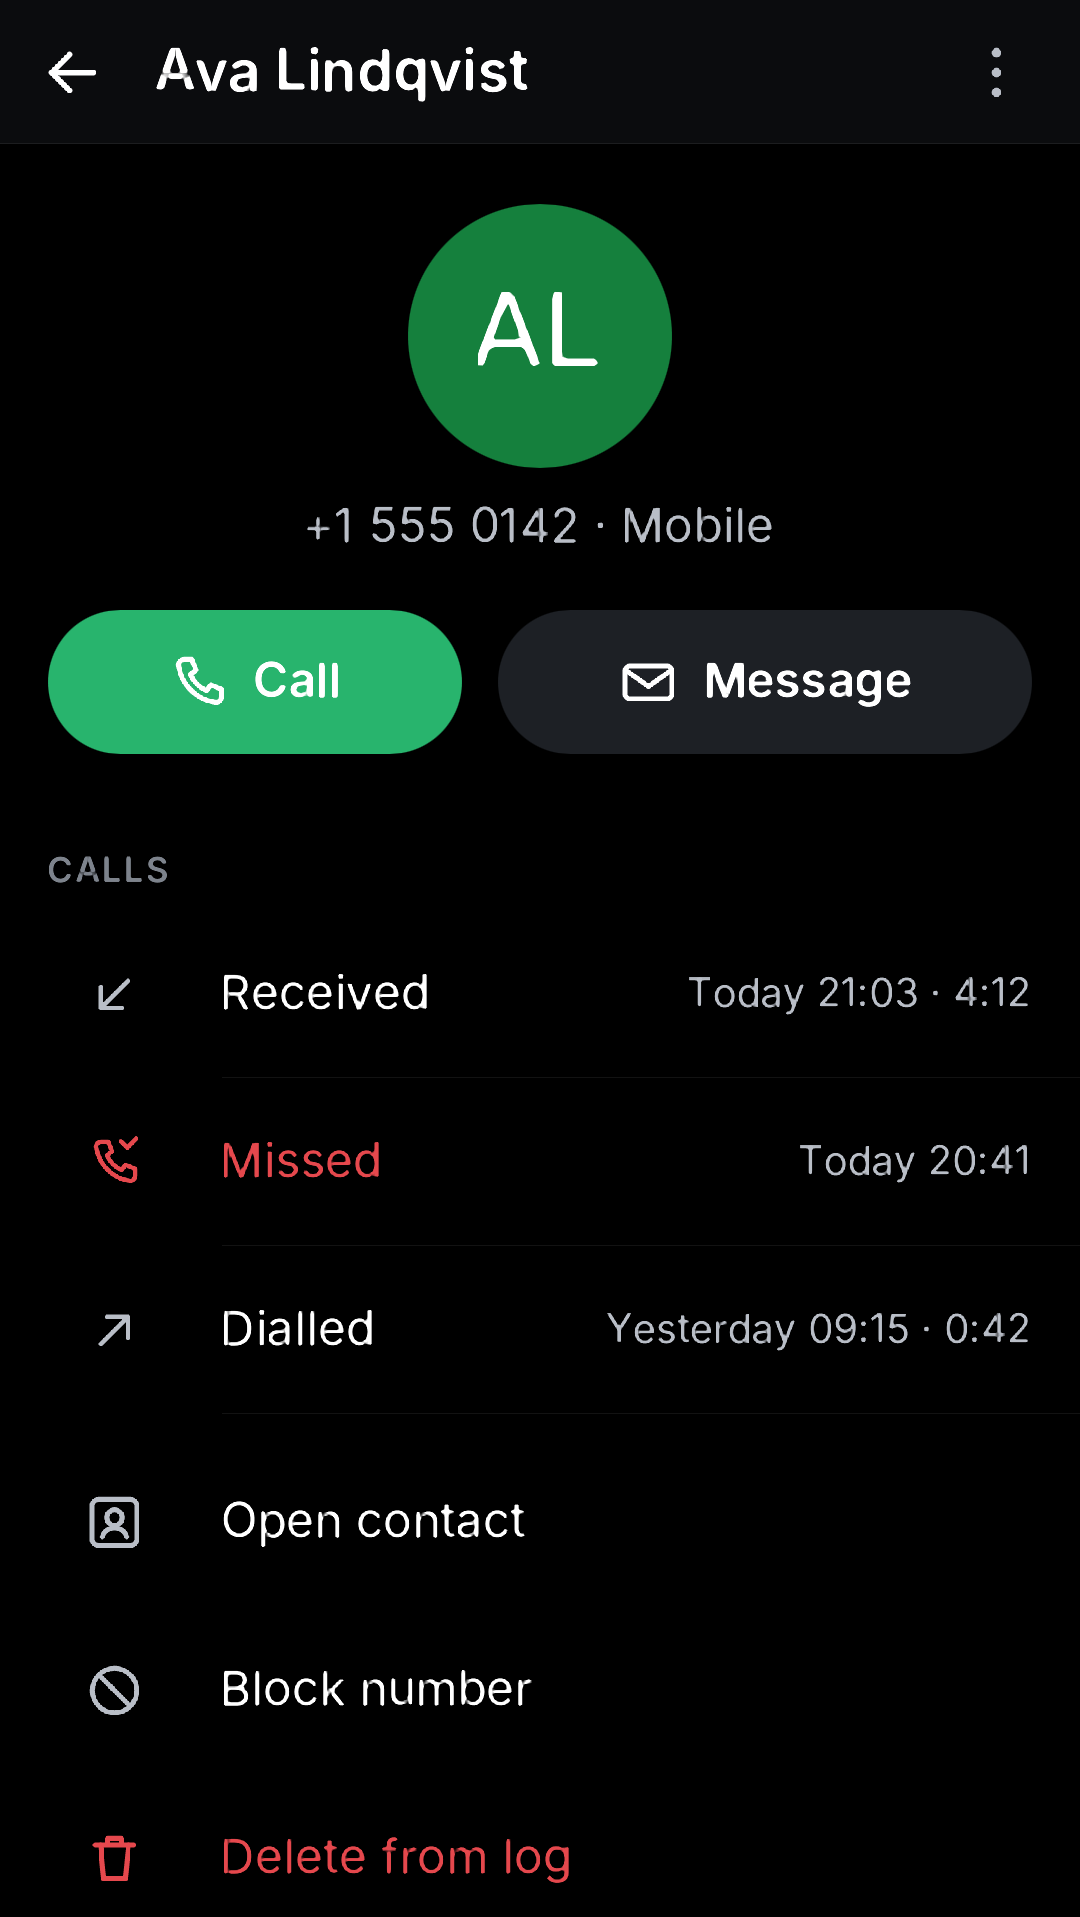 Ava Lindqvist
AL
+1 555 0142 · Mobile
Call
Message
CALLS
Received
Today 21:03 · 4:12
Missed
Today 20:41
Dialled
Yesterday 09:15 · 0:42
Open contact
Block number
Delete from log